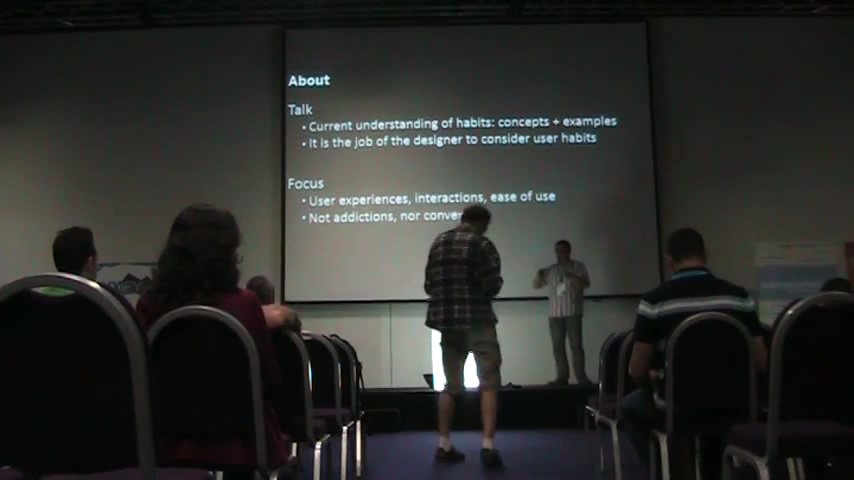 About
Talk
• Current understanding of habits: concepts + examples
• It is the job of the designer to consider user habits
Focus
• User experiences, interactions, ease of use
• Not addictions, nor